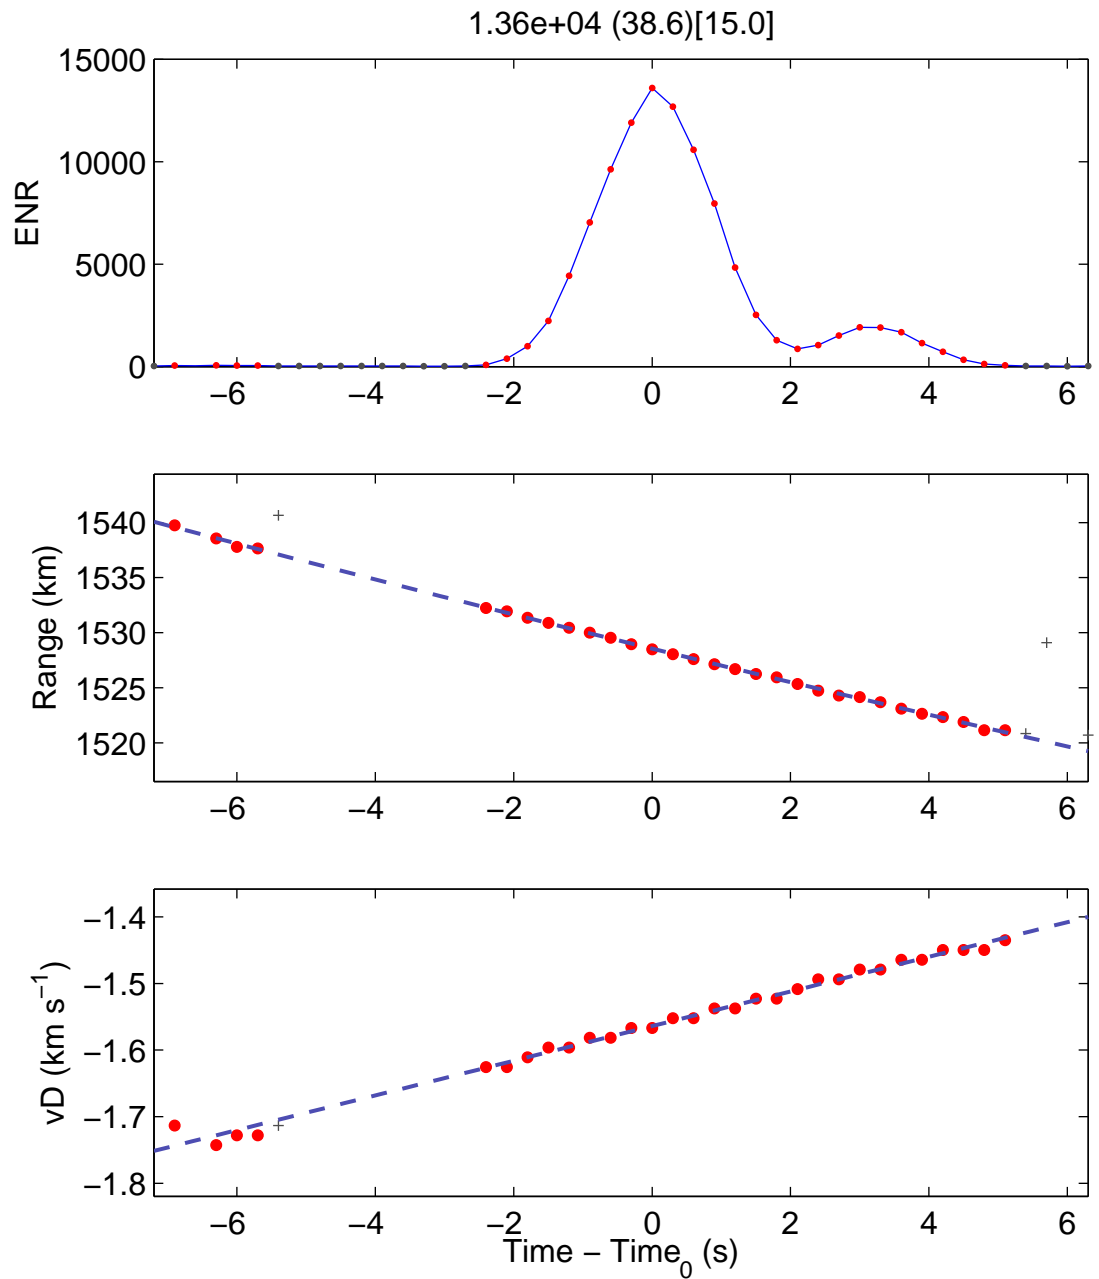 1.36e+04 (38.6)[15.0]
15000
10000
5000
0
ENR
−6 −4 −2 0 2 4 6
1540
1535
1530
1525
1520
Range (km)
−6 −4 −2 0 2 4 6
−1.4
−1.5
−1.6
−1.7
−1.8
vD (km s⁻¹)
−6 −4 −2 0 2 4 6
Time − Time₀ (s)